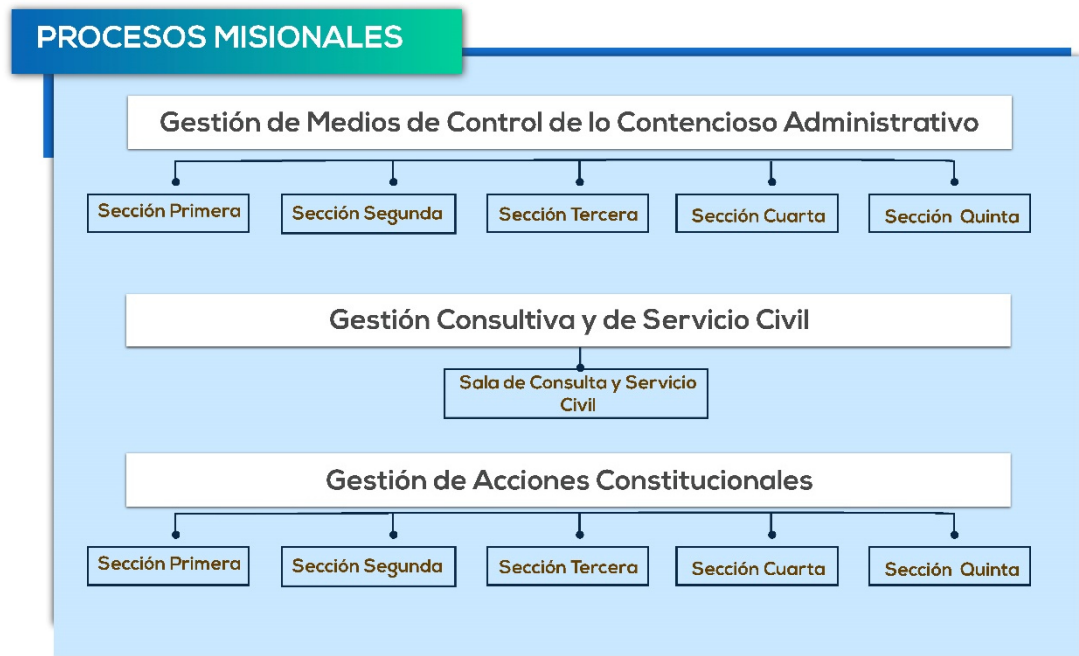 PROCESOS MISIONALES
Gestión de Medios de Control de lo Contencioso Administrativo
Sección Primera
Sección Segunda
Sección Tercera
Sección Cuarta
Sección Quinta
Gestión Consultiva y de Servicio Civil
Sala de Consulta y Servicio
Civil
Gestión de Acciones Constitucionales
Sección Primera
Sección Segunda
Sección Tercera
Sección Cuarta
Sección Quinta